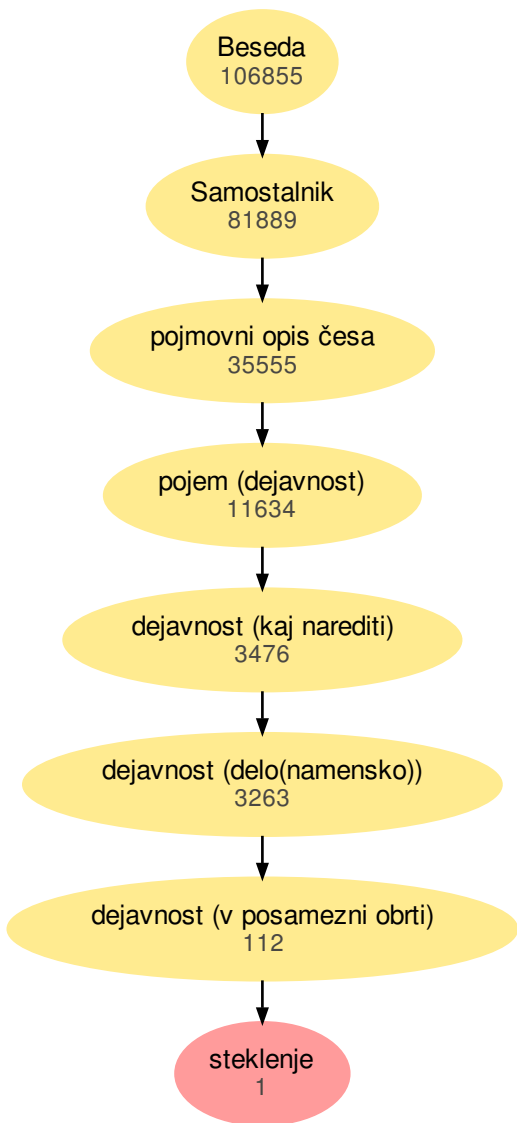 Beseda
106855
Samostalnik
81889
pojmovni opis česa
35555
pojem (dejavnost)
11634
dejavnost (kaj narediti)
3476
dejavnost (delo(namensko))
3263
dejavnost (v posamezni obrti)
112
steklenje
1